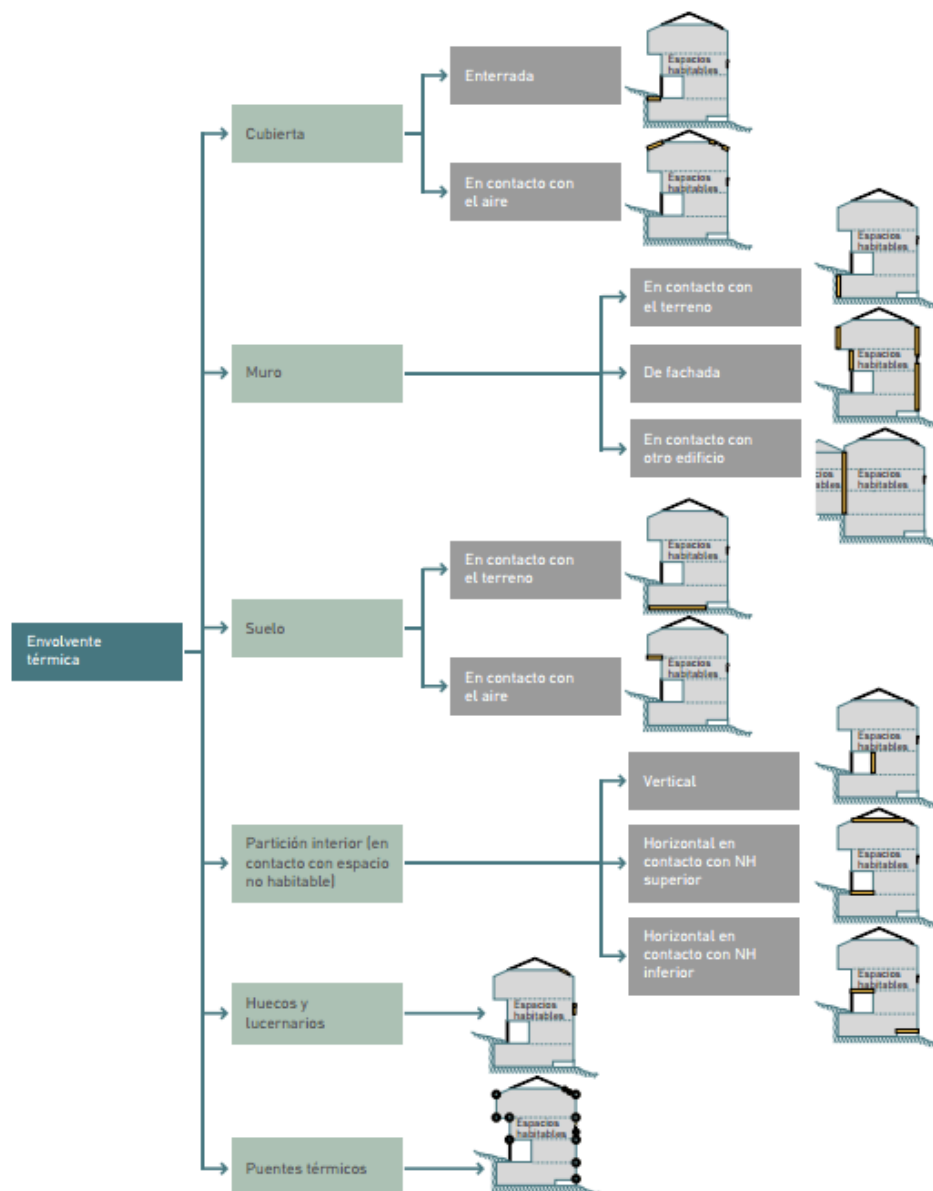 Espacios
habitables
Enterrada
Cubierta
Espacios
habitables
En contacto con
el aire
Espacios
habitables
En contacto con
el terreno
Espacios
habitables
Muro
De fachada
En contacto con
otro edificio
cios
tables
Espacios
habitables
Espacios
habitables
En contacto con
el terreno
Suelo
Envolvente
térmica
Espacios
habitables
En contacto con
el aire
Espacios
habitables
Vertical
Partición interior (en
contacto con espacio
no habitable)
Horizontal en
contacto con NH
superior
Espacios
habitables
Horizontal en
contacto con NH
inferior
Espacios
habitables
Huecos y
lucernarios
Espacios
habitables
Puentes térmicos
Espacios
habitables